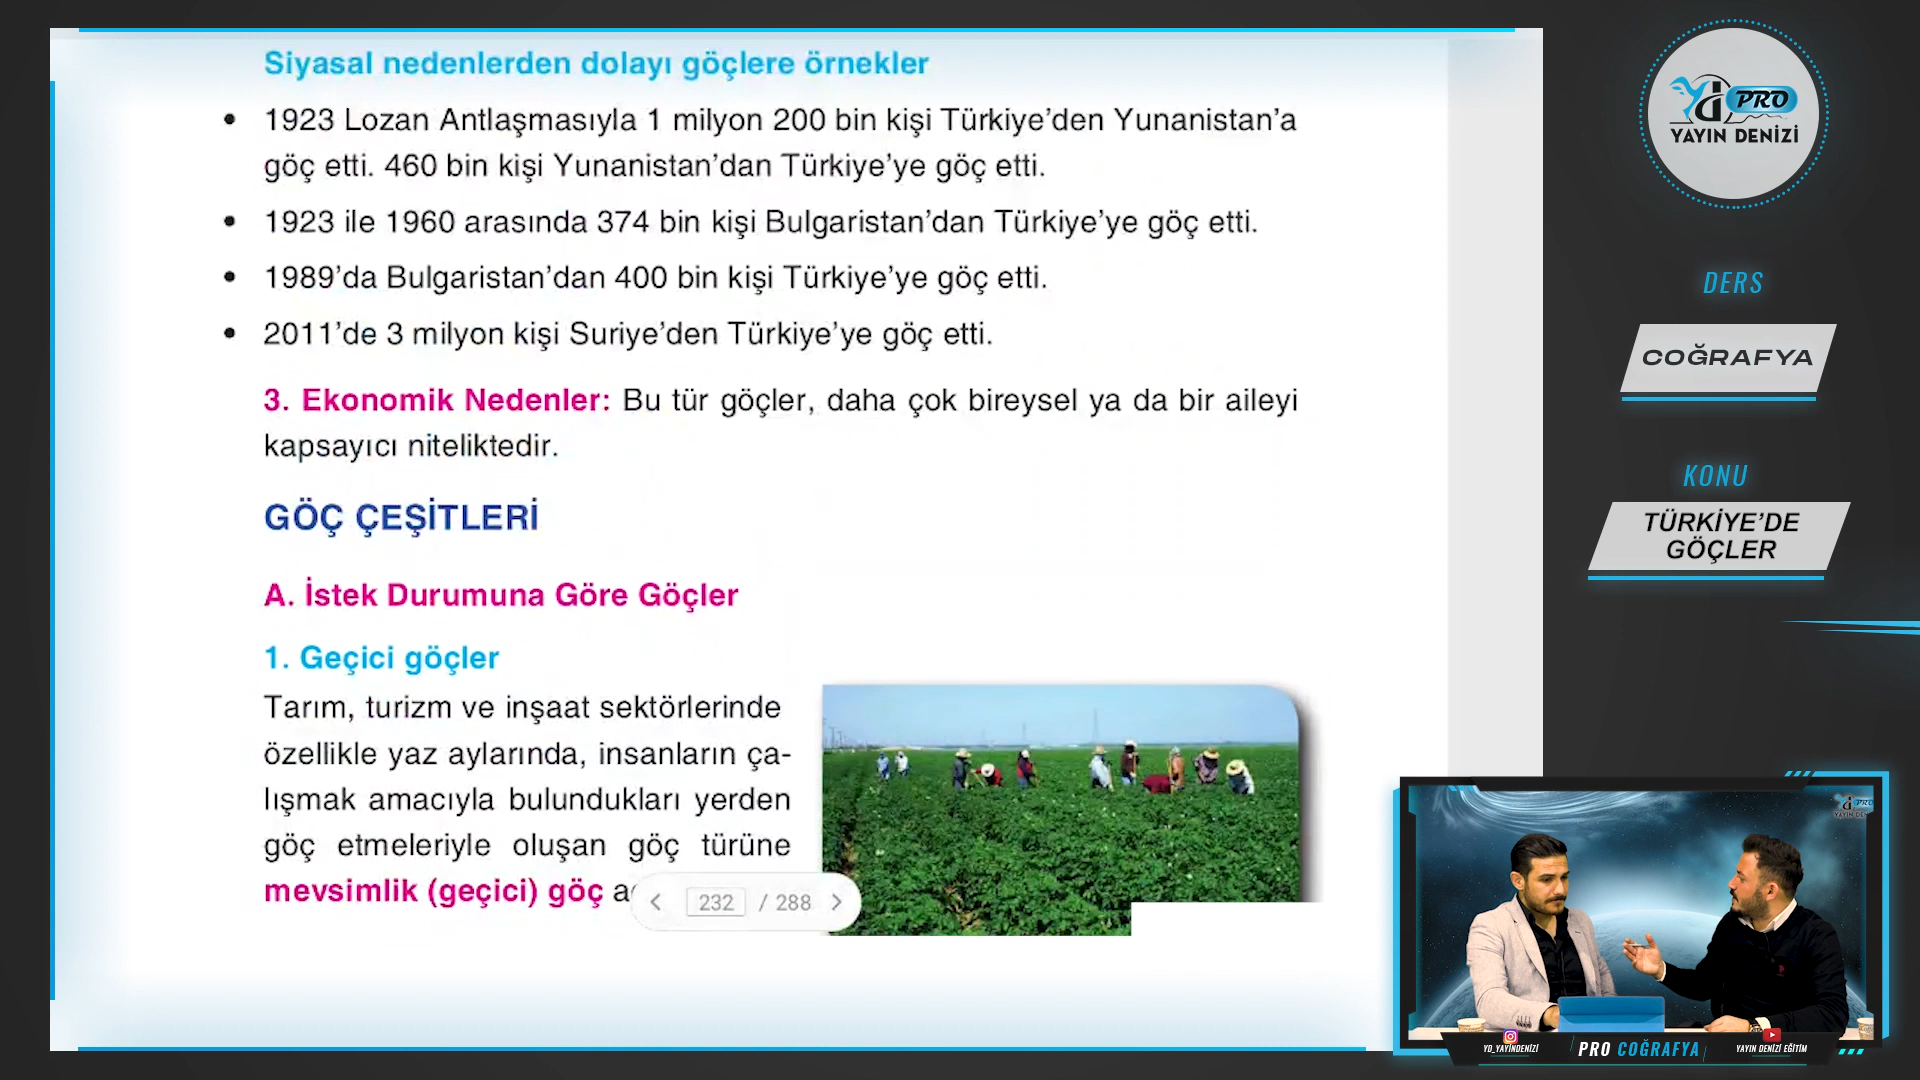 Siyasal nedenlerden dolayı göçlere örnekler
• 1923 Lozan Antlaşmasıyla 1 milyon 200 bin kişi Türkiye’den Yunanistan’a
göç etti. 460 bin kişi Yunanistan’dan Türkiye’ye göç etti.
• 1923 ile 1960 arasında 374 bin kişi Bulgaristan’dan Türkiye’ye göç etti.
• 1989’da Bulgaristan’dan 400 bin kişi Türkiye’ye göç etti.
• 2011’de 3 milyon kişi Suriye’den Türkiye’ye göç etti.
3. Ekonomik Nedenler: Bu tür göçler, daha çok bireysel ya da bir aileyi
kapsayıcı niteliktedir.
GÖÇ ÇEŞİTLERİ
A. İstek Durumuna Göre Göçler
1. Geçici göçler
Tarım, turizm ve inşaat sektörlerinde
özellikle yaz aylarında, insanların ça-
lışmak amacıyla bulundukları yerden
göç etmeleriyle oluşan göç türüne
mevsimlik (geçici) göç
232 / 288
yd PRO
YAYIN DENİZİ
DERS
COĞRAFYA
KONU
TÜRKİYE’DE
GÖÇLER
YD_YAYINDENİZİ
PRO COĞRAFYA
YAYIN DENİZİ EĞİTİM